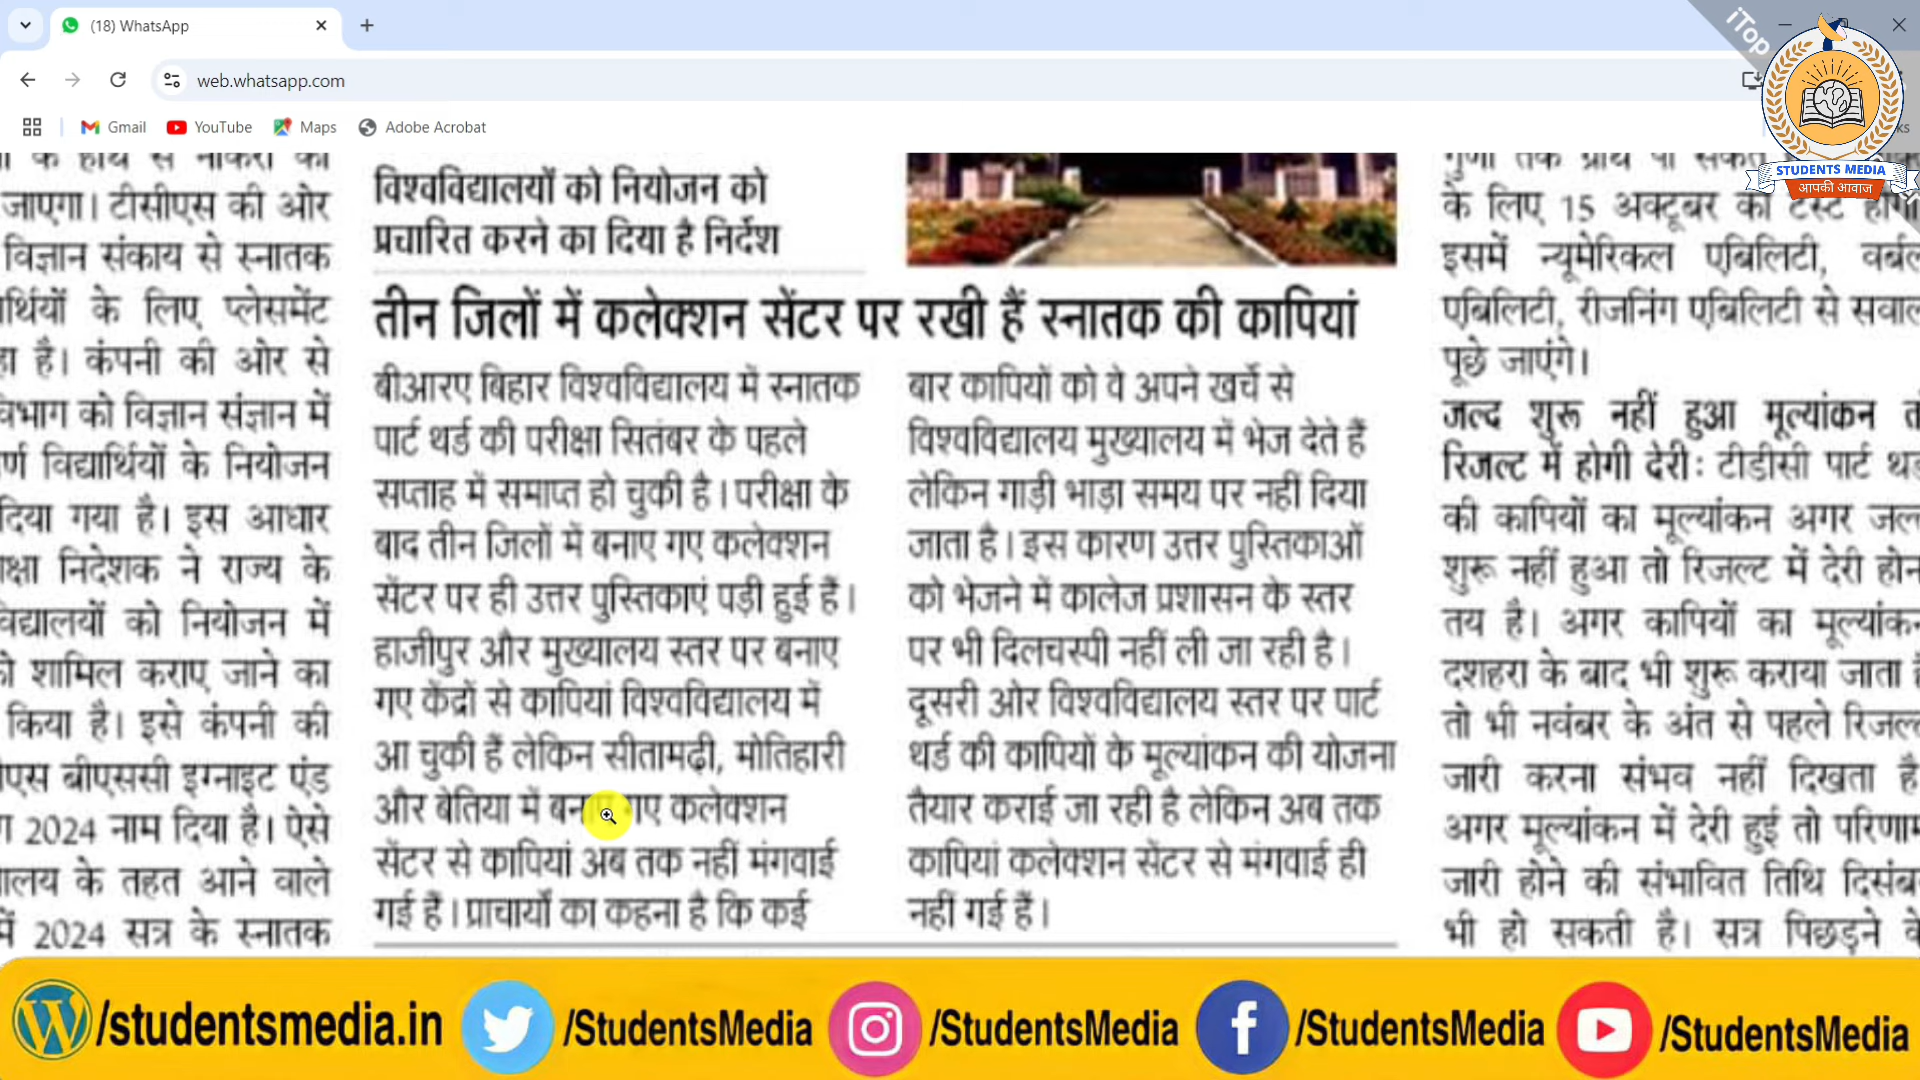 (18) WhatsApp
iTop
web.whatsapp.com
Gmail
YouTube
Maps
Adobe Acrobat
STUDENTS MEDIA
आपकी आवाज
जाएगा। टीसीएस की ओर
विज्ञान संकाय से स्नातक
के लिए प्लेसमेंट
है। कंपनी की ओर से
को विज्ञान संज्ञान में
विद्यार्थियों के नियोजन
दिया गया है। इस आधार
निदेशक ने राज्य के
को नियोजन में
शामिल कराए जाने का
किया है। इसे कंपनी की
बीएससी इग्नाइट एंड
2024 नाम दिया है। ऐसे
के तहत आने वाले
में 2024 सत्र के स्नातक
विश्वविद्यालयों को नियोजन को
प्रचारित करने का दिया है निर्देश
तीन जिलों में कलेक्शन सेंटर पर रखी हैं स्नातक की कापियां
बीआरए बिहार विश्वविद्यालय में स्नातक
पार्ट थर्ड की परीक्षा सितंबर के पहले
सप्ताह में समाप्त हो चुकी है। परीक्षा के
बाद तीन जिलों में बनाए गए कलेक्शन
सेंटर पर ही उत्तर पुस्तिकाएं पड़ी हुई हैं।
हाजीपुर और मुख्यालय स्तर पर बनाए
गए केंद्रों से कापियां विश्वविद्यालय में
आ चुकी हैं लेकिन सीतामढ़ी, मोतिहारी
और बेतिया में गए कलेक्शन
सेंटर से कापियां अब तक नहीं मंगवाई
गई हैं। प्राचार्यों का कहना है कि कई
बार कापियों को वे अपने खर्चे से
विश्वविद्यालय मुख्यालय में भेज देते हैं
लेकिन गाड़ी भाड़ा समय पर नहीं दिया
जाता है। इस कारण उत्तर पुस्तिकाओं
को भेजने में कालेज प्रशासन के स्तर
पर भी दिलचस्पी नहीं ली जा रही है।
दूसरी ओर विश्वविद्यालय स्तर पर पार्ट
थर्ड की कापियों के मूल्यांकन की योजना
तैयार कराई जा रही है लेकिन अब तक
कापियां कलेक्शन सेंटर से मंगवाई ही
नहीं गई हैं।
के लिए 15 अक्टूबर को टेस्ट
इसमें न्यूमेरिकल एबिलिटी,
एबिलिटी, रीजनिंग एबिलिटी से
पूछे जाएंगे।
जल्द शुरू नहीं हुआ मूल्यांकन
रिजल्ट में होगी देरी: टीडीसी पार्ट
की कापियों का मूल्यांकन अगर
शुरू नहीं हुआ तो रिजल्ट में देरी
तय है। अगर कापियों का
दशहरा के बाद भी शुरू कराया जाता
तो भी नवंबर के अंत से पहले
जारी करना संभव नहीं दिखता
अगर मूल्यांकन में देरी हुई तो
जारी होने की संभावित तिथि
भी हो सकती है। सत्र पिछड़ने
/studentsmedia.in
/StudentsMedia
/StudentsMedia
/StudentsMedia
/StudentsMedia